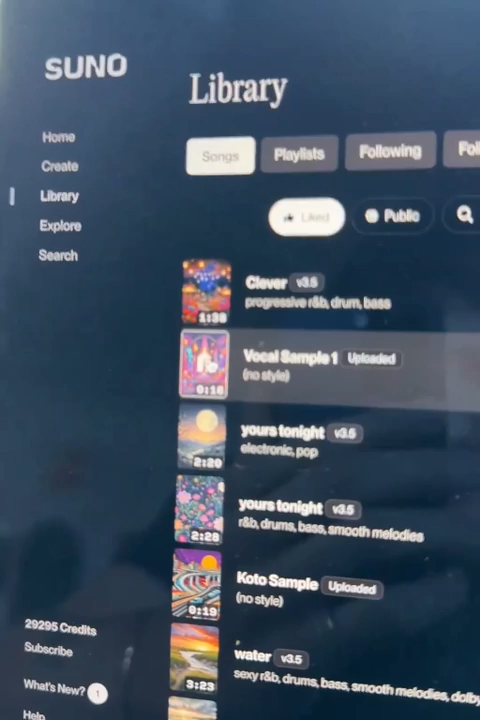 SUNO
Library
Home
Create
Library
Explore
Search
Songs
Playlists
Following
Fol
Liked
Public
Clever v3.5
progressive r&b, drum, bass
1:38
Vocal Sample 1 Uploaded
(no style)
0:16
yours tonight v3.5
electronic, pop
2:20
yours tonight v3.5
r&b, drums, bass, smooth melodies
2:28
Koto Sample Uploaded
(no style)
0:19
water v3.5
sexy r&b, drums, bass, smooth melodies, dolby
3:23
29295 Credits
Subscribe
What's New? 1
Help